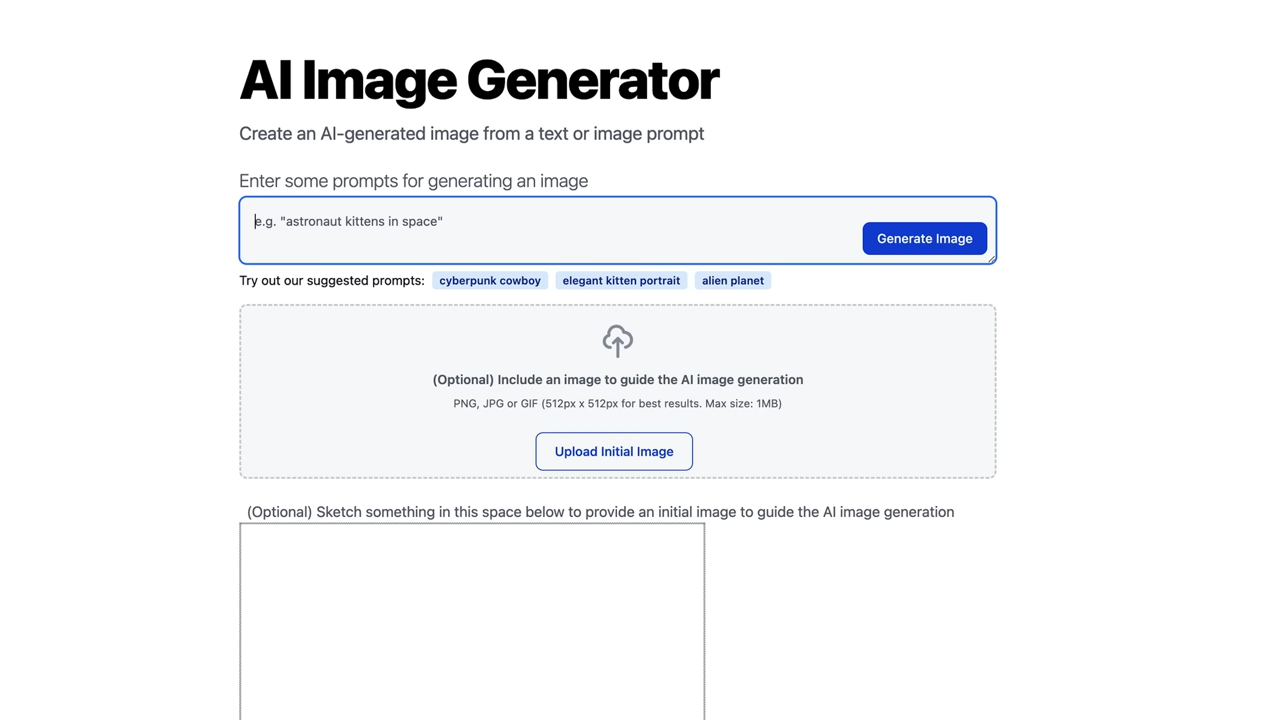 AI Image Generator
Create an AI-generated image from a text or image prompt
Enter some prompts for generating an image
e.g. "astronaut kittens in space"
Generate Image
Try out our suggested prompts: cyberpunk cowboy elegant kitten portrait alien planet
(Optional) Include an image to guide the AI image generation
PNG, JPG or GIF (512px x 512px for best results. Max size: 1MB)
Upload Initial Image
(Optional) Sketch something in this space below to provide an initial image to guide the AI image generation